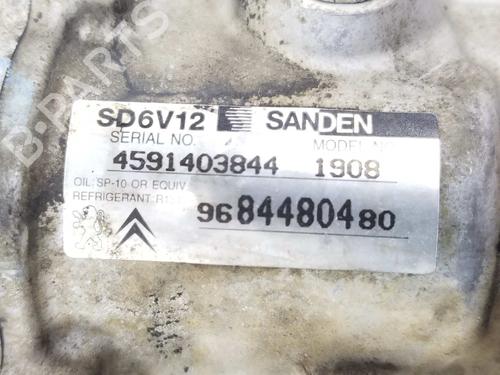 SD6V12 SANDEN
SERIAL NO. MODEL NO.
4591403844 1908
OIL: SP-10 OR EQUIV.
REFRIGERANT:
9684480480
B-PARTS